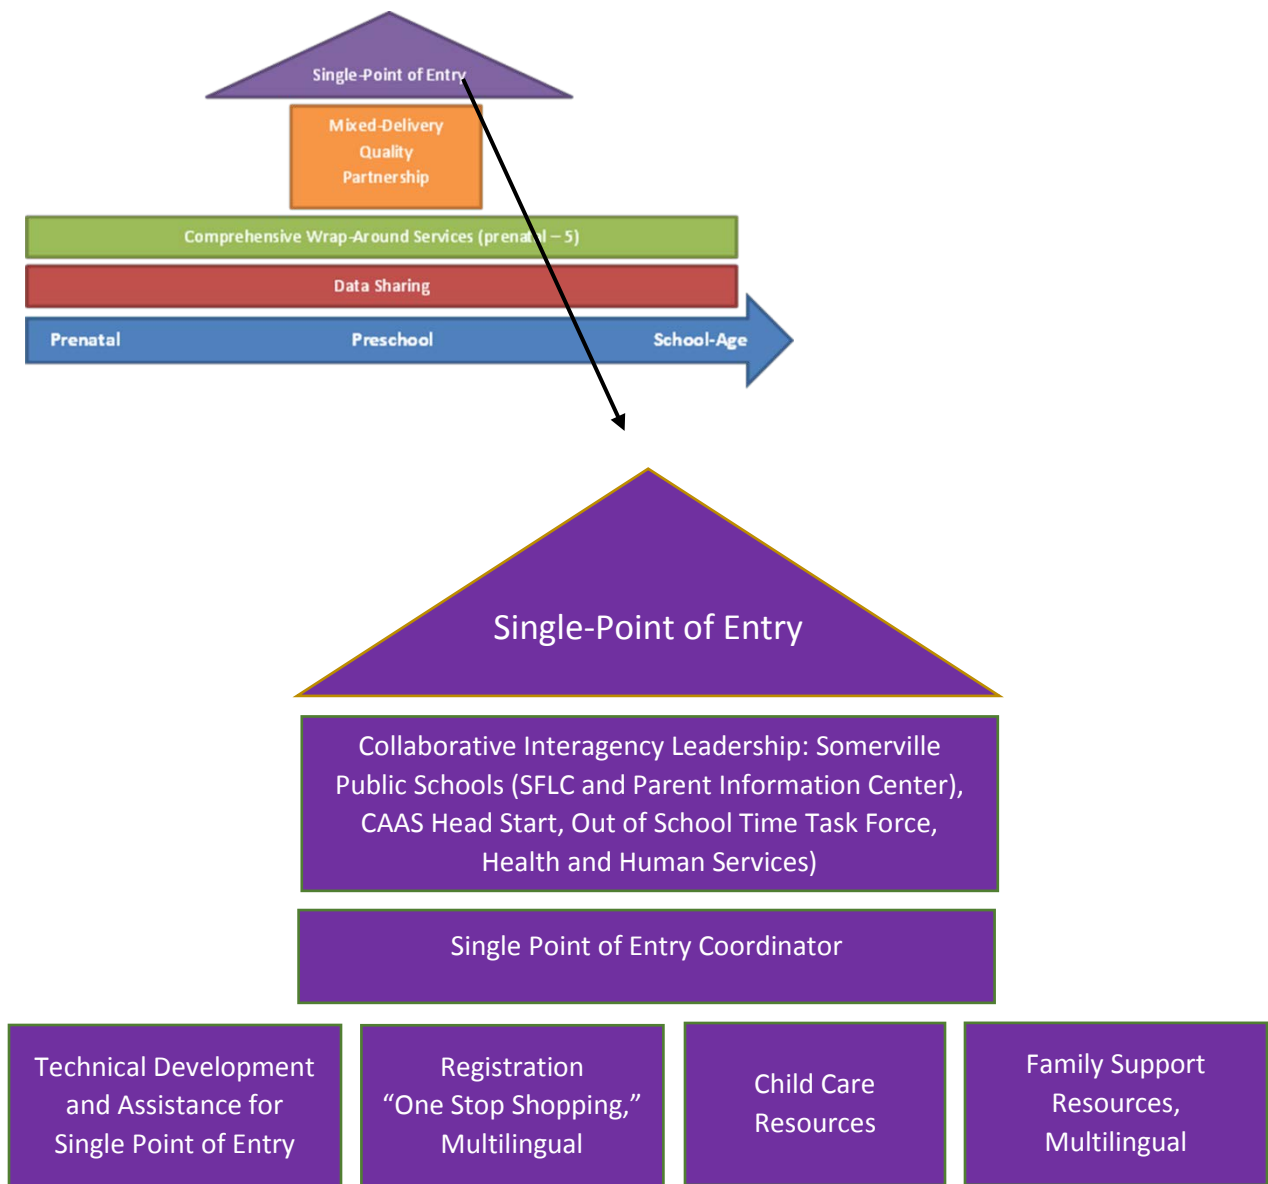 Single-Point of Entry
Mixed-Delivery
Quality
Partnership
Comprehensive Wrap-Around Services (prenatal – 5)
Data Sharing
Prenatal Preschool School-Age
Single-Point of Entry
Collaborative Interagency Leadership: Somerville
Public Schools (SFLC and Parent Information Center),
CAAS Head Start, Out of School Time Task Force,
Health and Human Services)
Single Point of Entry Coordinator
Technical Development
and Assistance for
Single Point of Entry
Registration
“One Stop Shopping,”
Multilingual
Child Care
Resources
Family Support
Resources,
Multilingual